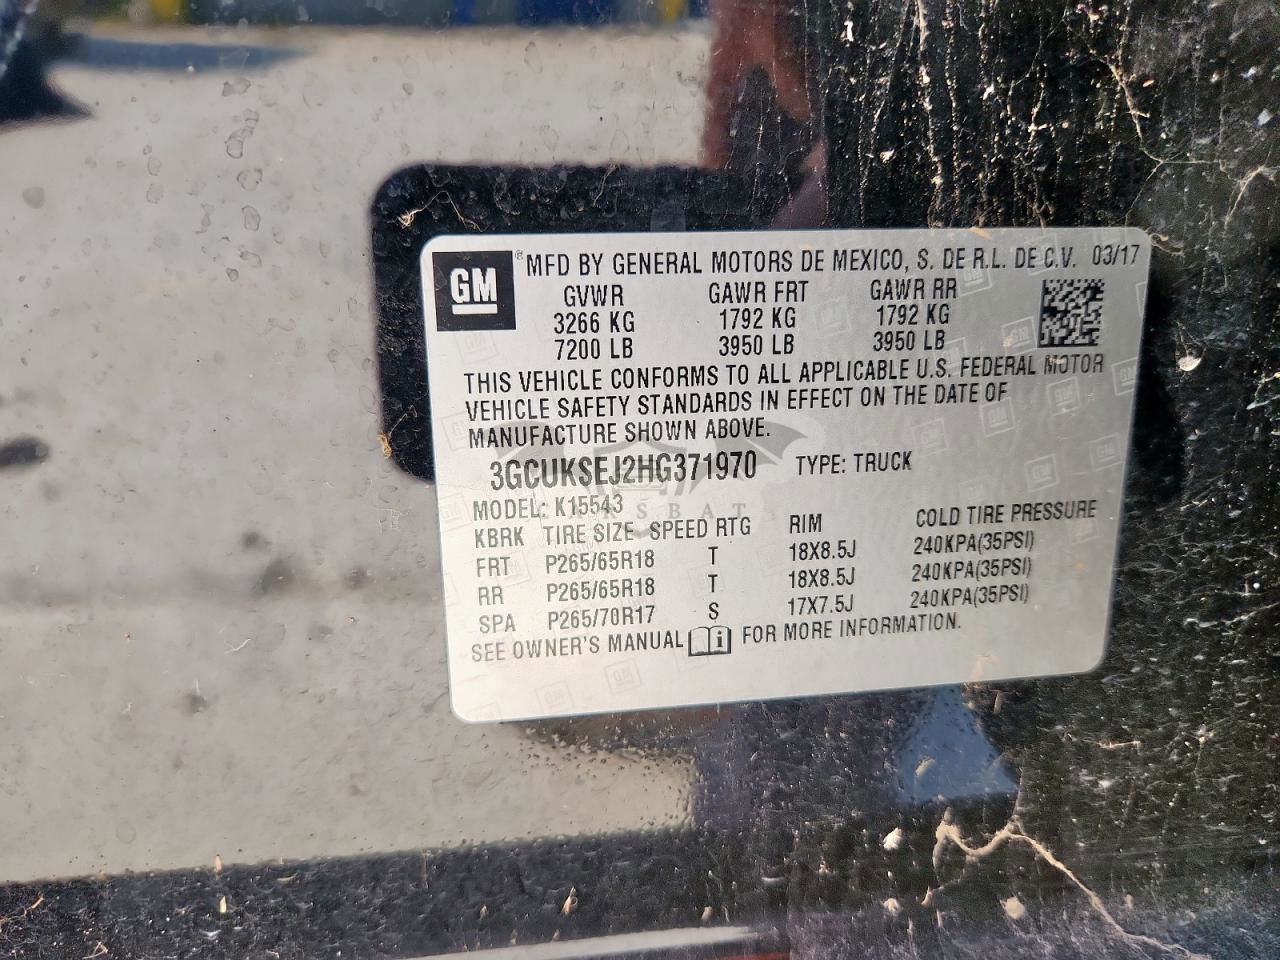 GM ® MFD BY GENERAL MOTORS DE MEXICO, S. DE R.L. DE C.V. 03/17
GVWR GAWR FRT GAWR RR
3266 KG 1792 KG 1792 KG
7200 LB 3950 LB 3950 LB
THIS VEHICLE CONFORMS TO ALL APPLICABLE U.S. FEDERAL MOTOR
VEHICLE SAFETY STANDARDS IN EFFECT ON THE DATE OF
MANUFACTURE SHOWN ABOVE.
3GCUKSEJ2HG371970 TYPE: TRUCK
MODEL: K15543
KBRK TIRE SIZE SPEED RTG RIM COLD TIRE PRESSURE
FRT P265/65R18 T 18X8.5J 240KPA(35PSI)
RR P265/65R18 T 18X8.5J 240KPA(35PSI)
SPA P265/70R17 S 17X7.5J 240KPA(35PSI)
SEE OWNER'S MANUAL i FOR MORE INFORMATION.